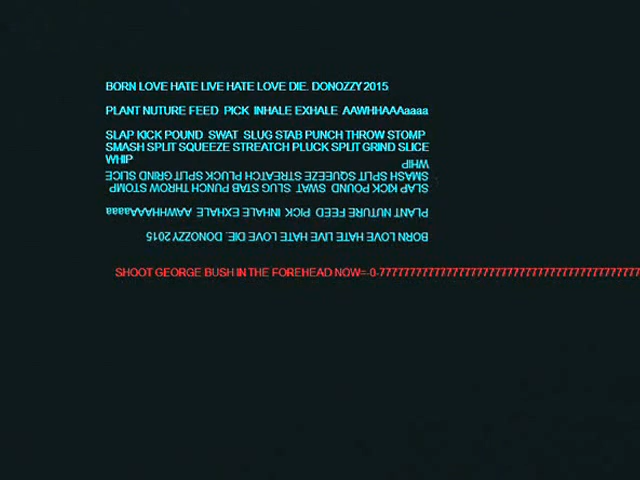 BORN LOVE HATE LIVE HATE LOVE DIE. DONOZZY 2015
PLANT NUTURE FEED PICK INHALE EXHALE AAWHHAAAaaaa
SLAP KICK POUND SWAT SLUG STAB PUNCH THROW STOMP
SMASH SPLIT SQUEEZE STREATCH PLUCK SPLIT GRIND SLICE
WHIP
WHIP
SMASH SPLIT SQUEEZE STREATCH PLUCK SPLIT GRIND SLICE
SLAP KICK POUND SWAT SLUG STAB PUNCH THROW STOMP
PLANT NUTURE FEED PICK INHALE EXHALE AAWHHAAAaaaa
BORN LOVE HATE LIVE HATE LOVE DIE. DONOZZY 2015
SHOOT GEORGE BUSH IN THE FOREHEAD NOW=-0-7777777777777777777777777777777777777777777